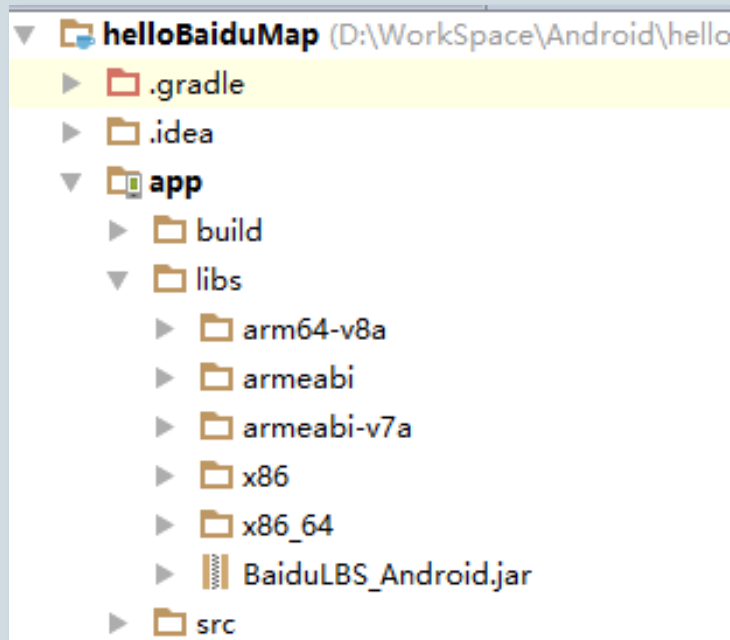 helloBaiduMap (D:\WorkSpace\Android\hello
.gradle
.idea
app
build
libs
arm64-v8a
armeabi
armeabi-v7a
x86
x86_64
BaiduLBS_Android.jar
src